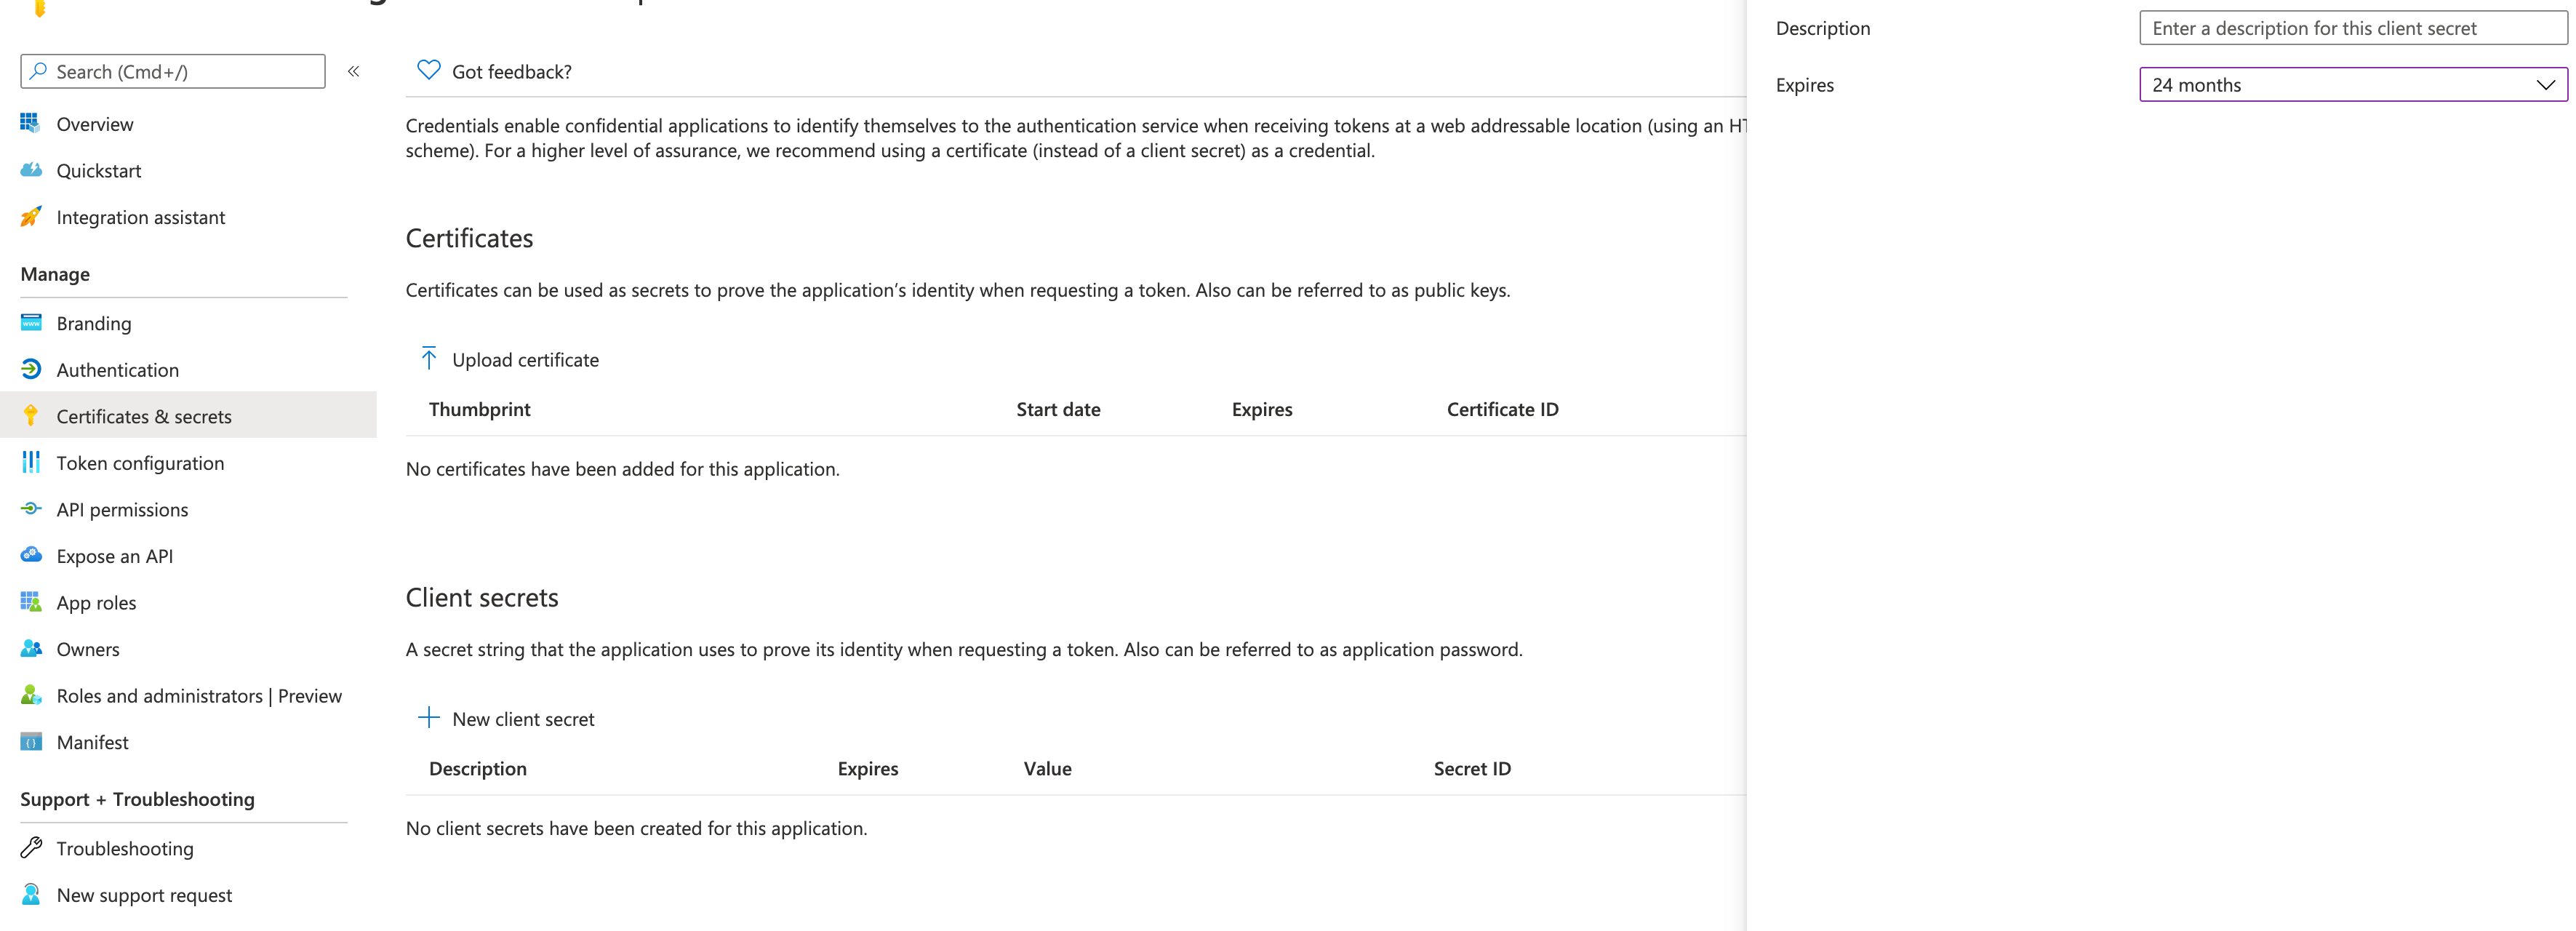 Search (Cmd+/)
«
Overview
Quickstart
Integration assistant
Manage
Branding
Authentication
Certificates & secrets
Token configuration
API permissions
Expose an API
App roles
Owners
Roles and administrators | Preview
Manifest
Support + Troubleshooting
Troubleshooting
New support request
Got feedback?
Credentials enable confidential applications to identify themselves to the authentication service when receiving tokens at a web addressable location (using an HT
scheme). For a higher level of assurance, we recommend using a certificate (instead of a client secret) as a credential.
Certificates
Certificates can be used as secrets to prove the application’s identity when requesting a token. Also can be referred to as public keys.
Upload certificate
Thumbprint Start date Expires Certificate ID
No certificates have been added for this application.
Client secrets
A secret string that the application uses to prove its identity when requesting a token. Also can be referred to as application password.
New client secret
Description Expires Value Secret ID
No client secrets have been created for this application.
Description Enter a description for this client secret
Expires 24 months